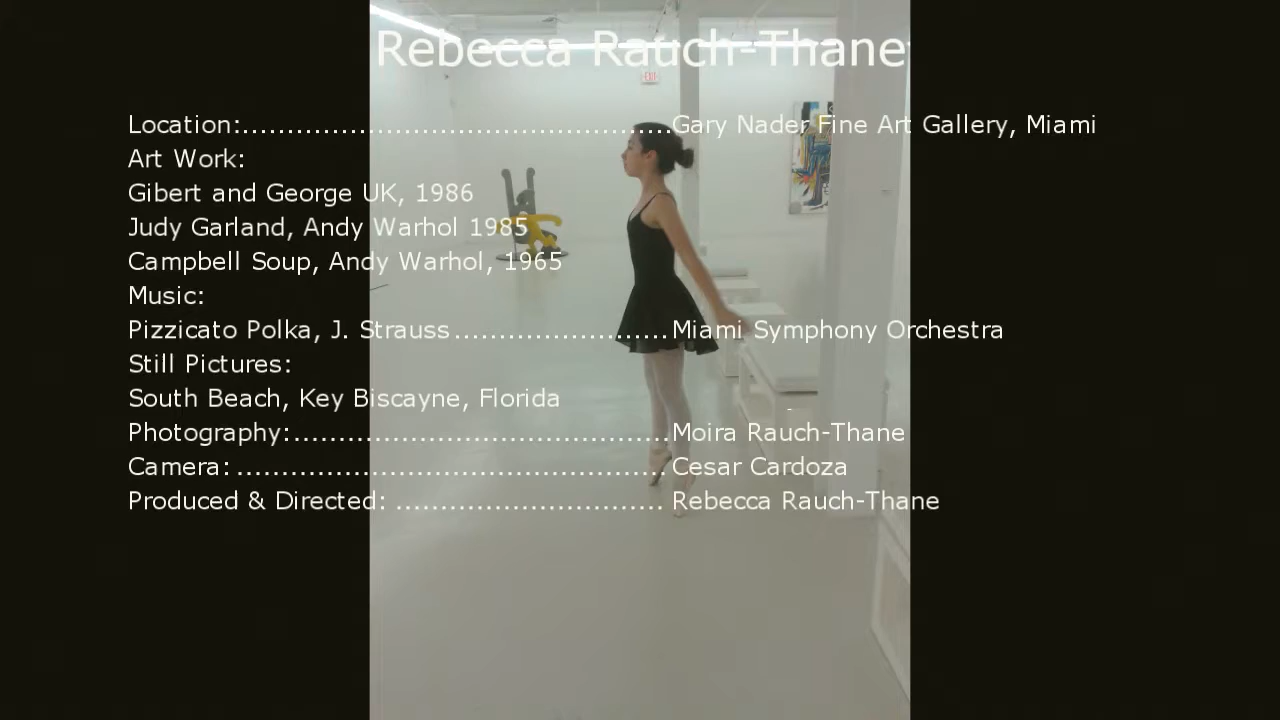 Rebecca Rauch-Thane
EXIT
Location:................................................Gary Nader Fine Art Gallery, Miami
Art Work:
Gibert and George UK, 1986
Judy Garland, Andy Warhol 1985
Campbell Soup, Andy Warhol, 1965
Music:
Pizzicato Polka, J. Strauss........................Miami Symphony Orchestra
Still Pictures:
South Beach, Key Biscayne, Florida
Photography:..........................................Moira Rauch-Thane
Camera: ................................................Cesar Cardoza
Produced & Directed: .............................. Rebecca Rauch-Thane